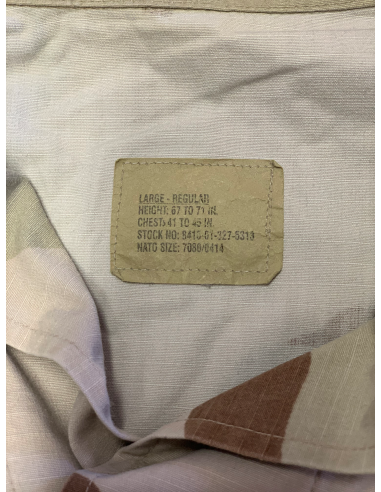 LARGE - REGULAR
HEIGHT: 67 TO 71 IN.
CHEST: 41 TO 45 IN.
STOCK NO: 8415-01-327-5313
NATO SIZE: 7080/0414